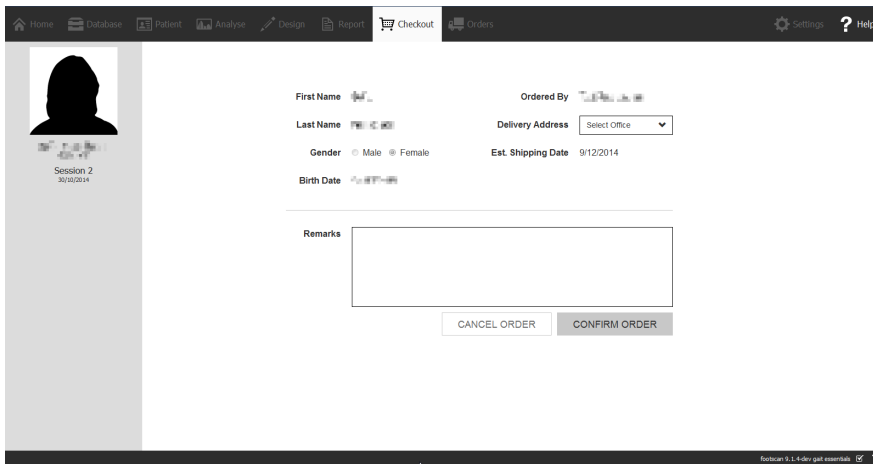 Home Database Patient Analyse Design Report Checkout Orders Settings ? Help
First Name Ordered By
Last Name Delivery Address Select Office
Gender Male Female Est. Shipping Date 9/12/2014
Birth Date
Session 2
30/10/2014
Remarks
CANCEL ORDER CONFIRM ORDER
footscan 9.1.4-dev gait essentials